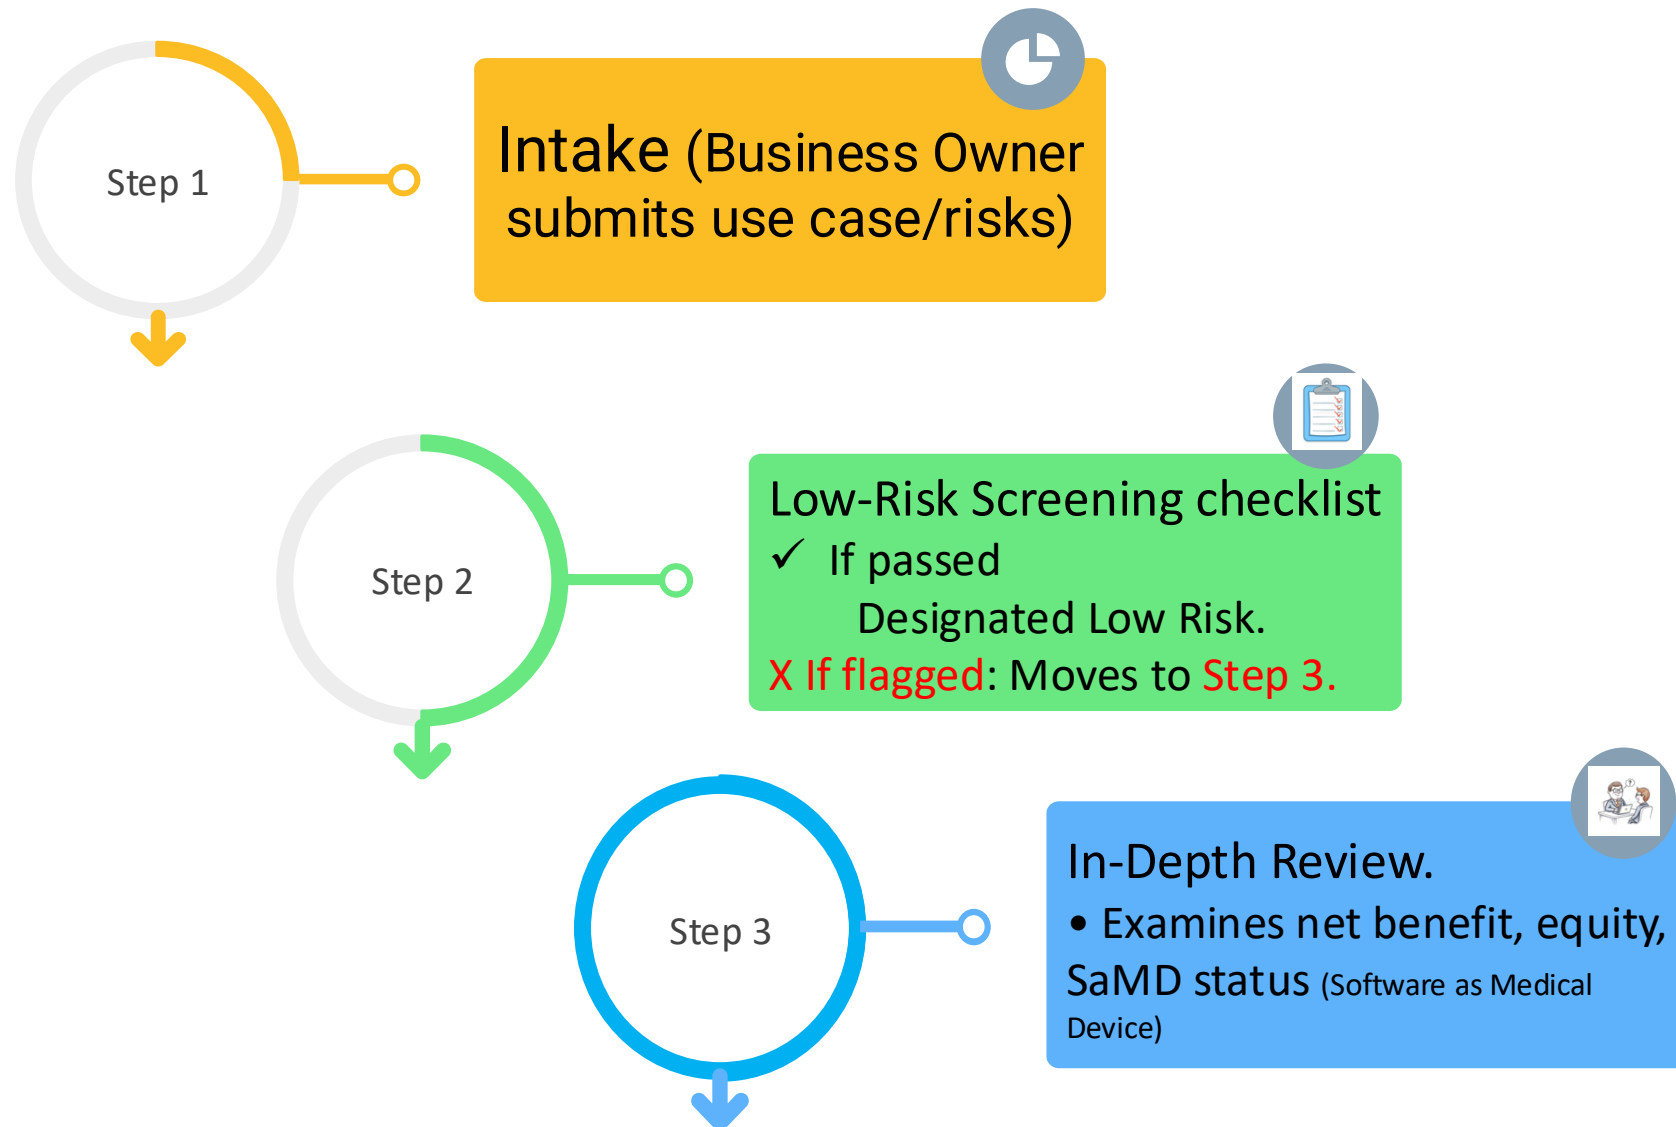 Step 1
Intake (Business Owner
submits use case/risks)
Step 2
Low-Risk Screening checklist
✓ If passed
Designated Low Risk.
X If flagged: Moves to Step 3.
Step 3
In-Depth Review.
• Examines net benefit, equity,
SaMD status (Software as Medical
Device)
?